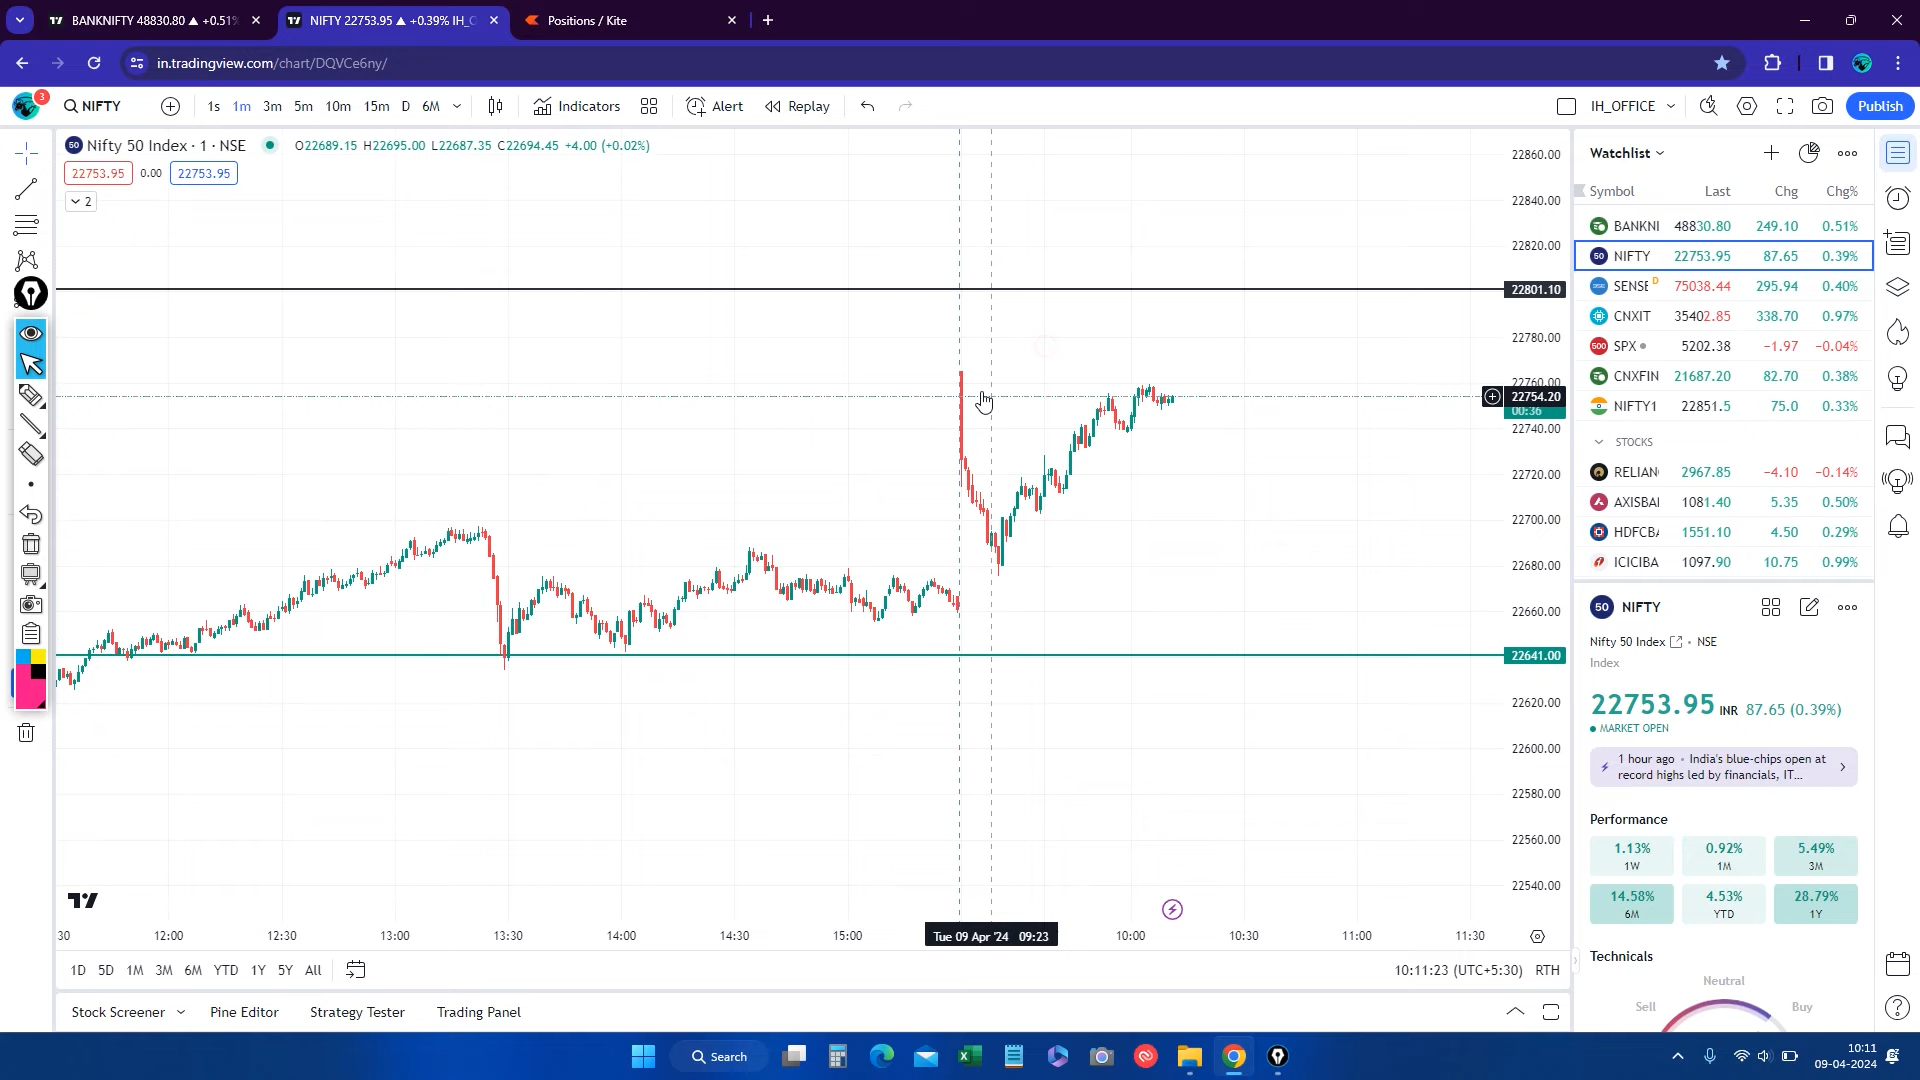 BANKNIFTY 48830.80 ▲ +0.51%
NIFTY 22753.95 ▲ +0.39% IH_O
Positions / Kite
in.tradingview.com/chart/DQVCe6ny/
3
NIFTY
1s 1m 3m 5m 10m 15m D 6M
Indicators
Alert
Replay
IH_OFFICE
Publish
50 Nifty 50 Index · 1 · NSE
O22689.15 H22695.00 L22687.35 C22694.45 +4.00 (+0.02%)
22753.95 0.00 22753.95
2
22860.00
22840.00
22820.00
22801.10
22780.00
22760.00
22754.20
00:36
22740.00
22720.00
22700.00
22680.00
22660.00
22641.00
22620.00
22600.00
22580.00
22560.00
22540.00
30 12:00 12:30 13:00 13:30 14:00 14:30 15:00 Tue 09 Apr '24 09:23 10:00 10:30 11:00 11:30
1D 5D 1M 3M 6M YTD 1Y 5Y All
10:11:23 (UTC+5:30) RTH
Stock Screener Pine Editor Strategy Tester Trading Panel
Watchlist
Symbol Last Chg Chg%
BANKNI 48830.80 249.10 0.51%
50 NIFTY 22753.95 87.65 0.39%
SENSE D 75038.44 295.94 0.40%
CNXIT 35402.85 338.70 0.97%
500 SPX 5202.38 −1.97 −0.04%
CNXFIN 21687.20 82.70 0.38%
NIFTY1 22851.5 75.0 0.33%
STOCKS
RELIAN 2967.85 −4.10 −0.14%
AXISBAI 1081.40 5.35 0.50%
HDFCBA 1551.10 4.50 0.29%
ICICIBA 1097.90 10.75 0.99%
50 NIFTY
Nifty 50 Index · NSE
Index
22753.95 INR 87.65 (0.39%)
MARKET OPEN
1 hour ago · India's blue-chips open at
record highs led by financials, IT...
Performance
1.13% 0.92% 5.49%
1W 1M 3M
14.58% 4.53% 28.79%
6M YTD 1Y
Technicals
Neutral
Sell Buy
Search
10:11
09-04-2024